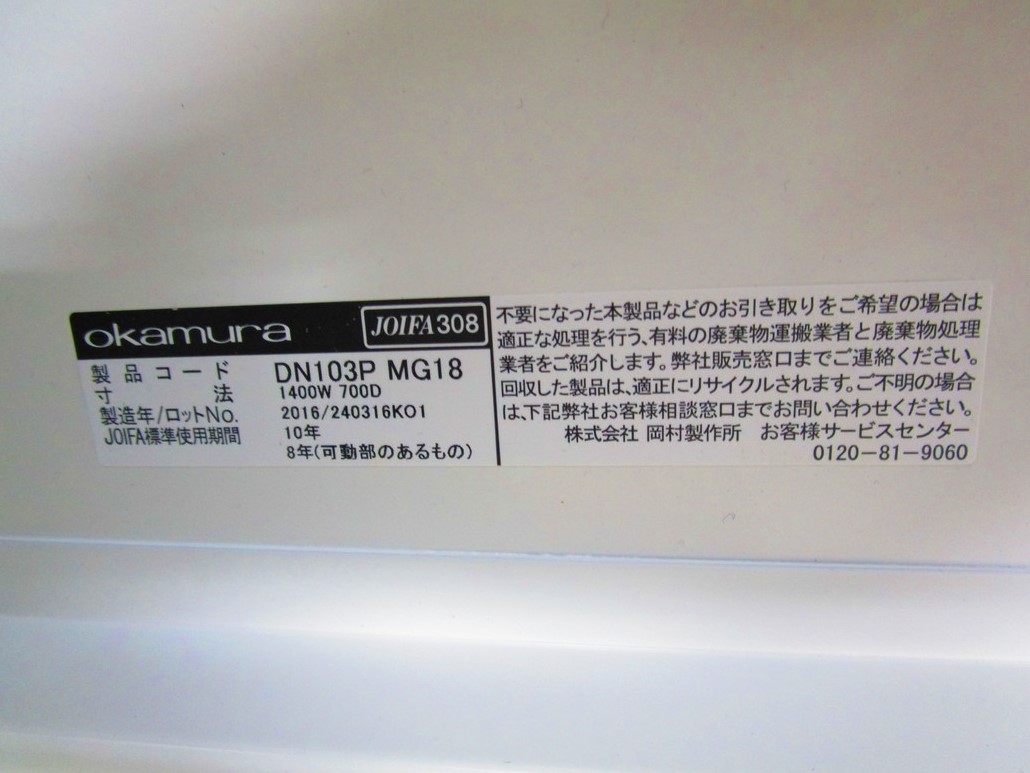 okamura JOIFA308
製品コード DN103P MG18
寸法 1400W 700D
製造年/ロットNo. 2016/240316KO1
JOIFA標準使用期間 10年
8年(可動部のあるもの)
不要になった本製品などのお引き取りをご希望の場合は
適正な処理を行う、有料の廃棄物運搬業者と廃棄物処理
業者をご紹介します。弊社販売窓口までご連絡ください。
回収した製品は、適正にリサイクルされます。ご不明の場合
は、下記弊社お客様相談窓口までお問い合わせください。
株式会社 岡村製作所 お客様サービスセンター
0120-81-9060